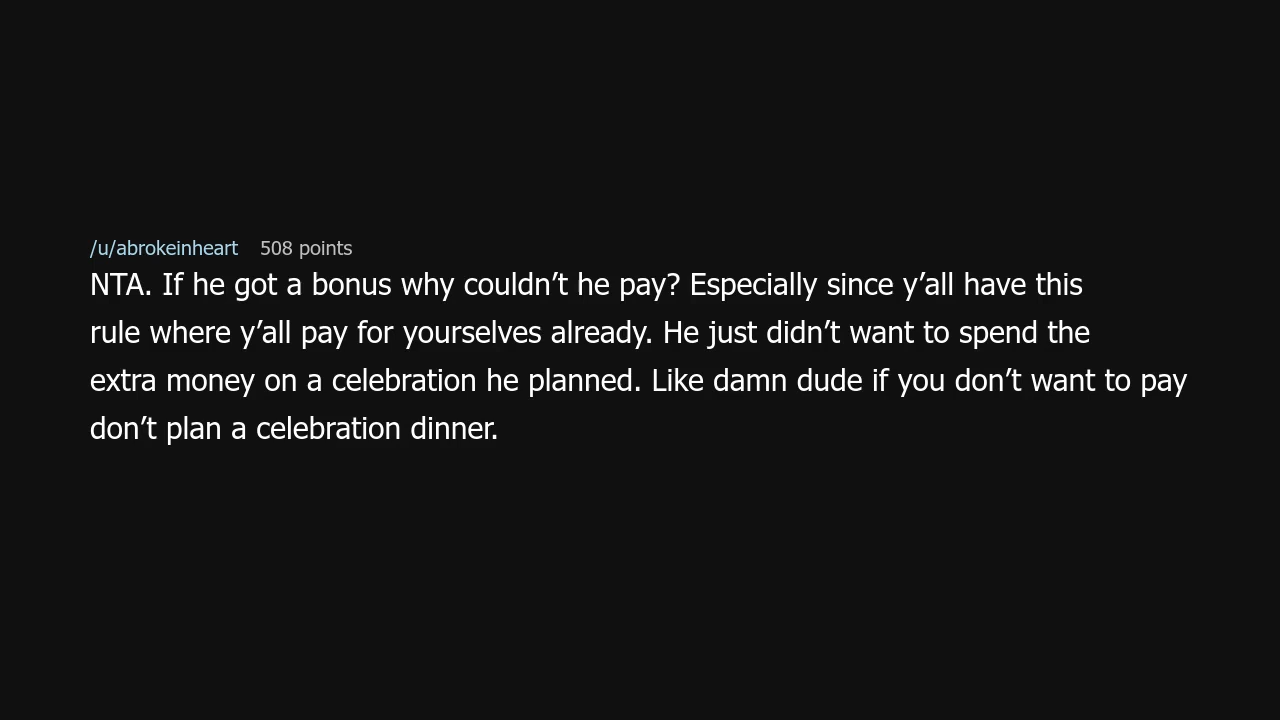 /u/abrokeinheart 508 points
NTA. If he got a bonus why couldn’t he pay? Especially since y’all have this
rule where y’all pay for yourselves already. He just didn’t want to spend the
extra money on a celebration he planned. Like damn dude if you don’t want to pay
don’t plan a celebration dinner.